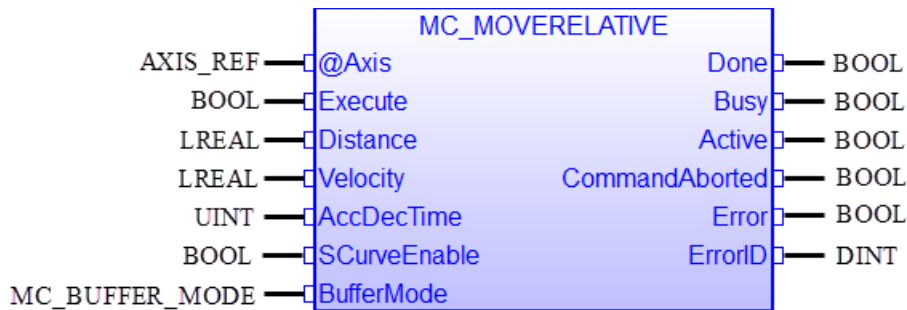 MC_MOVERELATIVE
AXIS_REF @Axis Done BOOL
BOOL Execute Busy BOOL
LREAL Distance Active BOOL
LREAL Velocity CommandAborted BOOL
UINT AccDecTime Error BOOL
BOOL SCurveEnable ErrorID DINT
MC_BUFFER_MODE BufferMode